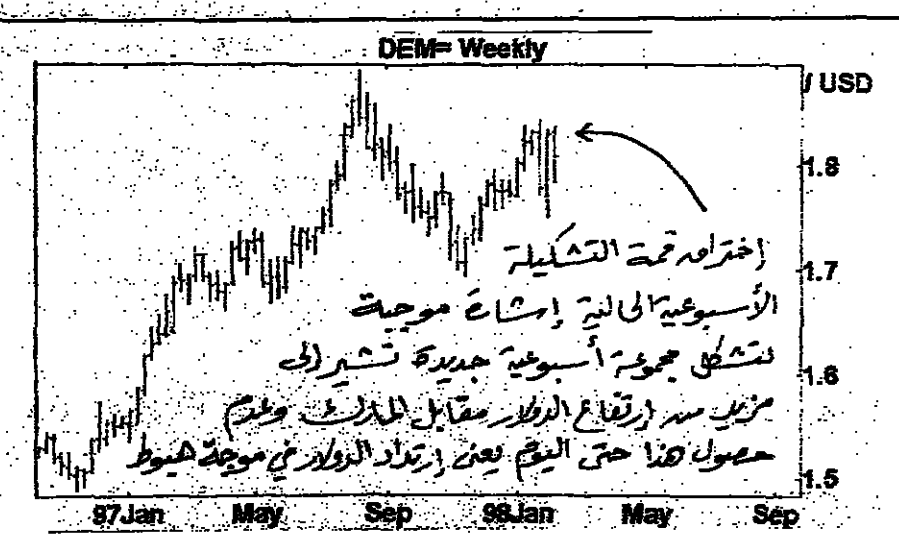 DEM= Weekly
/ USD
1.8
إختراق قمة التشكيلة
1.7
الأسبوعية الحالية إشارة موجبة
لتشكل مجموعة أسبوعية جديدة تشير إلى
1.6
مزيد من إرتفاع الدولار مقابل المارك وعدم
حصول هذا حتى اليوم يعني إرتداد الدولار في موجة هبوط
1.5
97Jan May Sep 98Jan May Sep